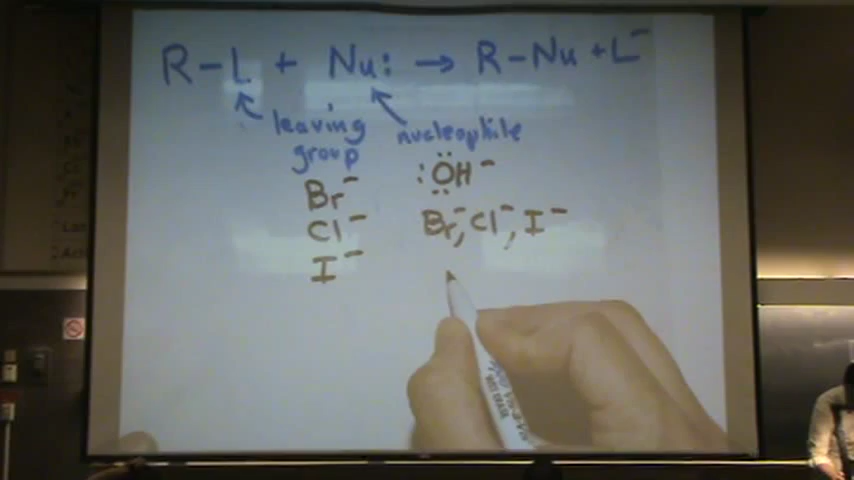 R-L + Nu: → R-Nu + L⁻
leaving group
nucleophile
:ÖH⁻
Br⁻
Cl⁻
I⁻
Br⁻, Cl⁻, I⁻